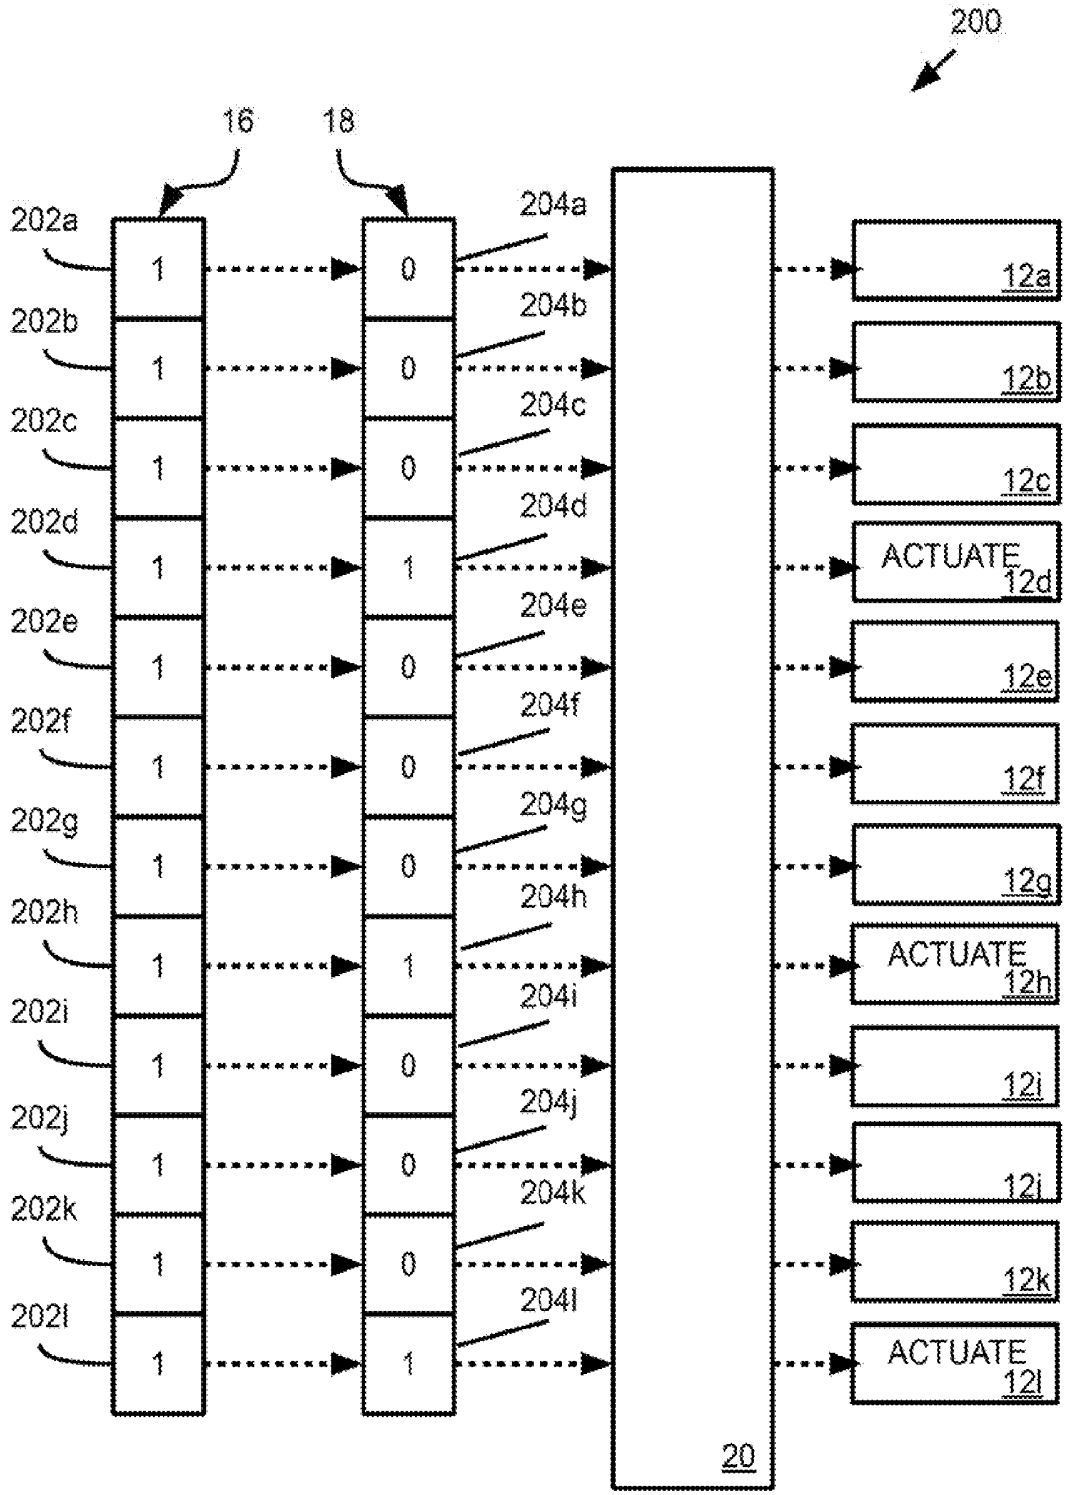 200
16 18
204a
202a 1 0 12a
204b
202b 1 0 12b
204c
202c 1 0 12c
204d
202d 1 1 ACTUATE 12d
204e
202e 1 0 12e
204f
202f 1 0 12f
204g
202g 1 0 12g
204h
202h 1 1 ACTUATE 12h
204i
202i 1 0 12i
204j
202j 1 0 12j
204k
202k 1 0 12k
204l
202l 1 1 ACTUATE 12l
20